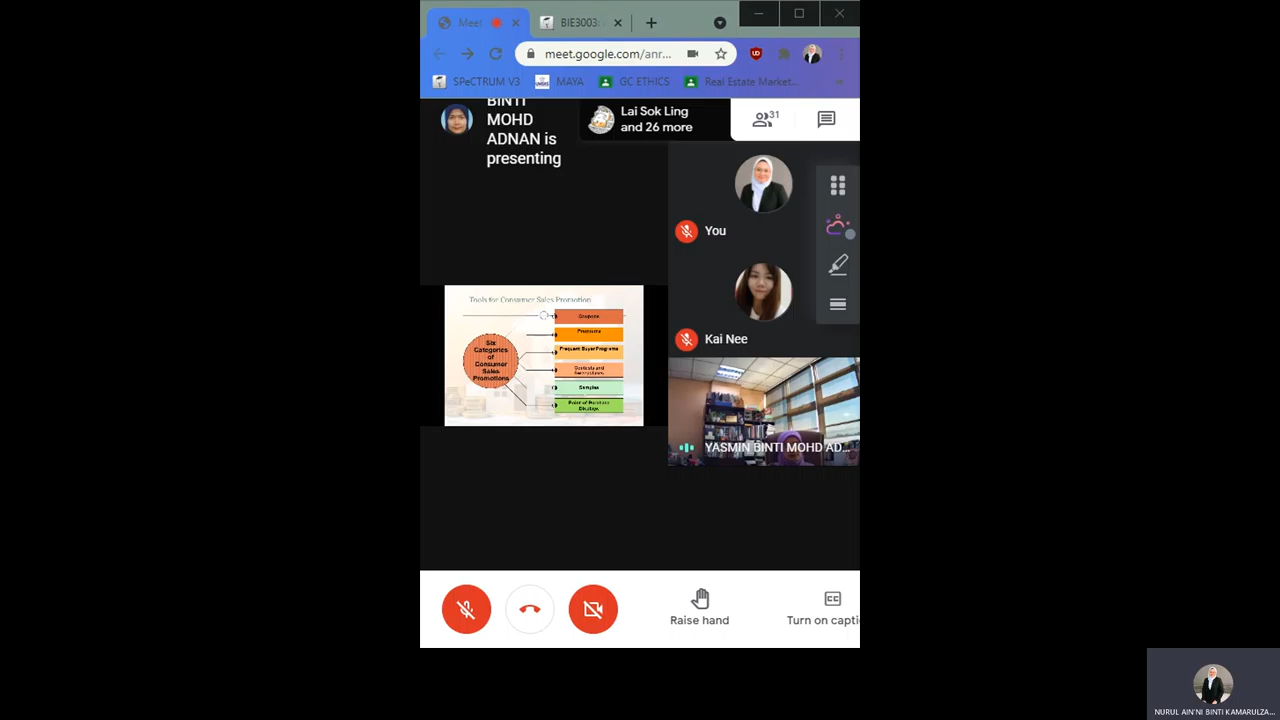 Meet
BIE3003:
meet.google.com/anr...
SPeCTRUM V3
MAYA
GC ETHICS
Real Estate Market...
BINTI
MOHD
ADNAN is
presenting
Lai Sok Ling
and 26 more
31
You
Kai Nee
YASMIN BINTI MOHD AD...
Tools for Consumer Sales Promotion
Six
Categories
of
Consumer
Sales
Promotions
Coupons
Premiums
Frequent Buyer Programs
Contests and
Samples
Point of Purchase
Displays
Raise hand
CC
Turn on capti
NURUL AIN'NI BINTI KAMARULZA...